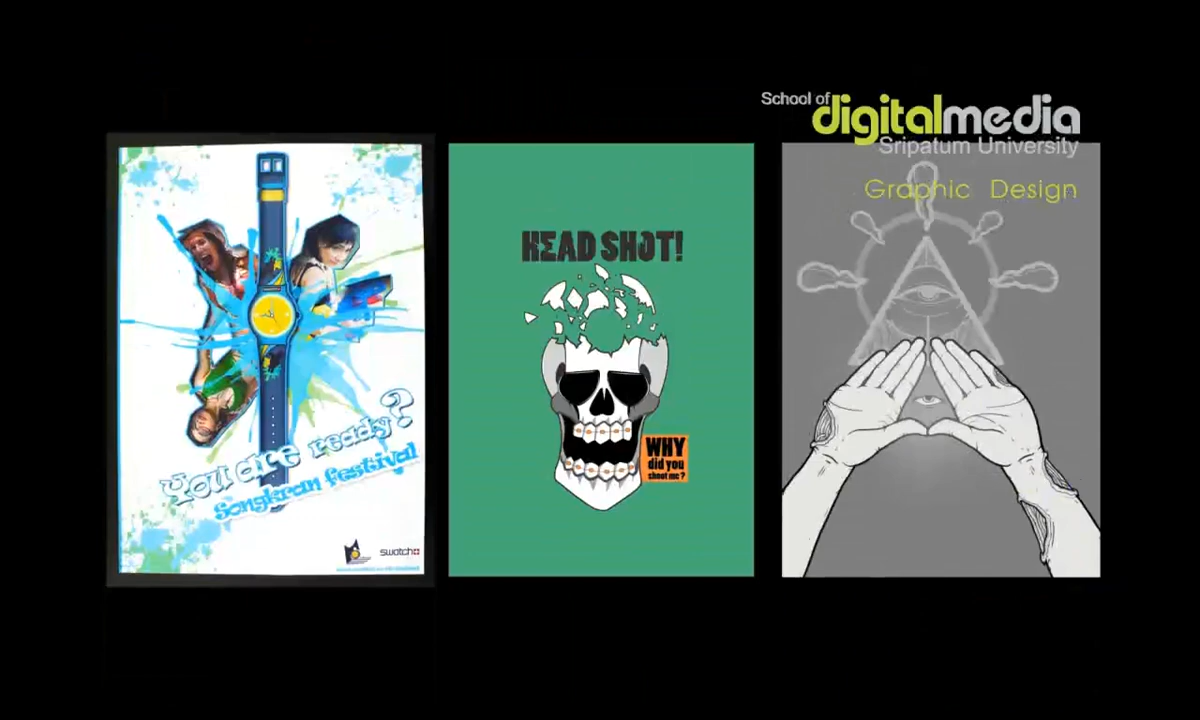 School of
digitalmedia
Sripatum University
Graphic Design
You are ready?
Songkran festival
swatch
HEAD SHOT!
WHY
did you
shoot me?